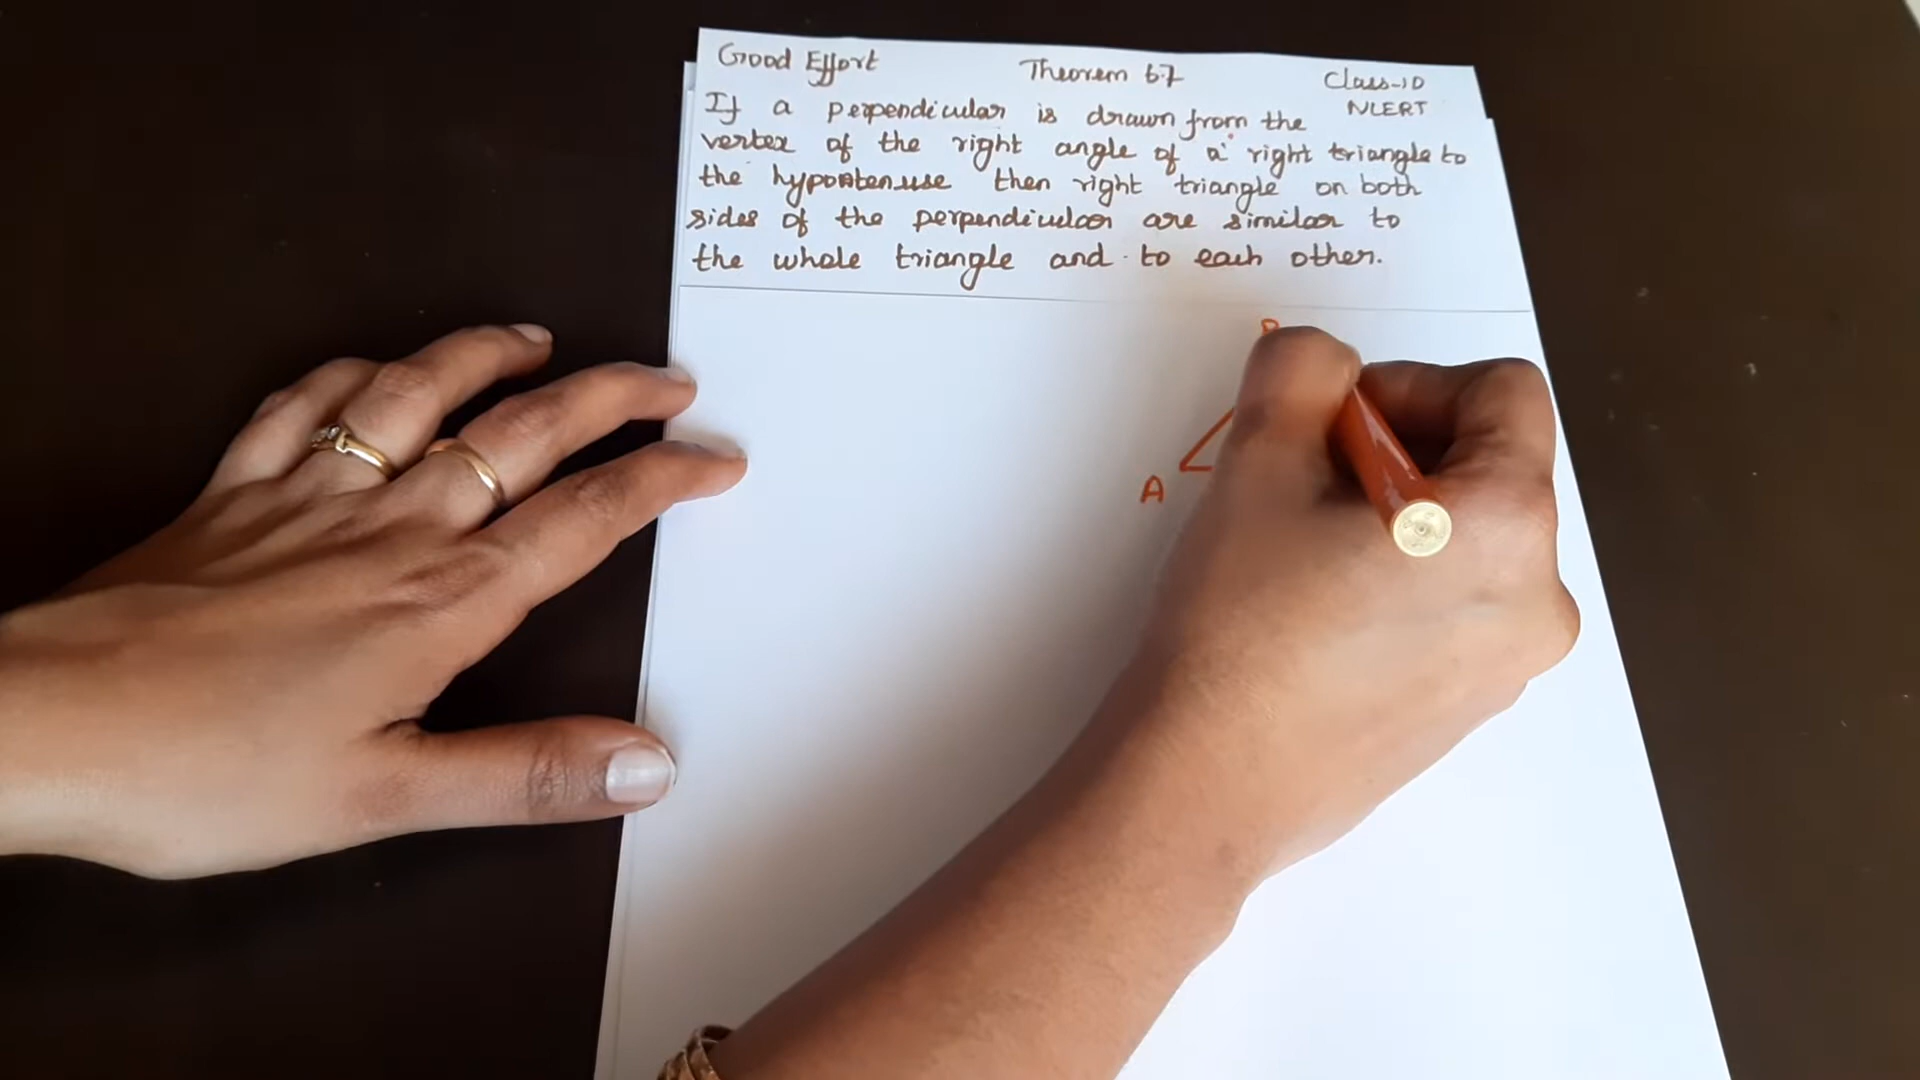 Good Effort Theorem 6.7 Class-10
NCERT
If a perpendicular is drawn from the
vertex of the right angle of a right triangle to
the hypotenuse then right triangle on both
sides of the perpendicular are similar to
the whole triangle and to each other.
A